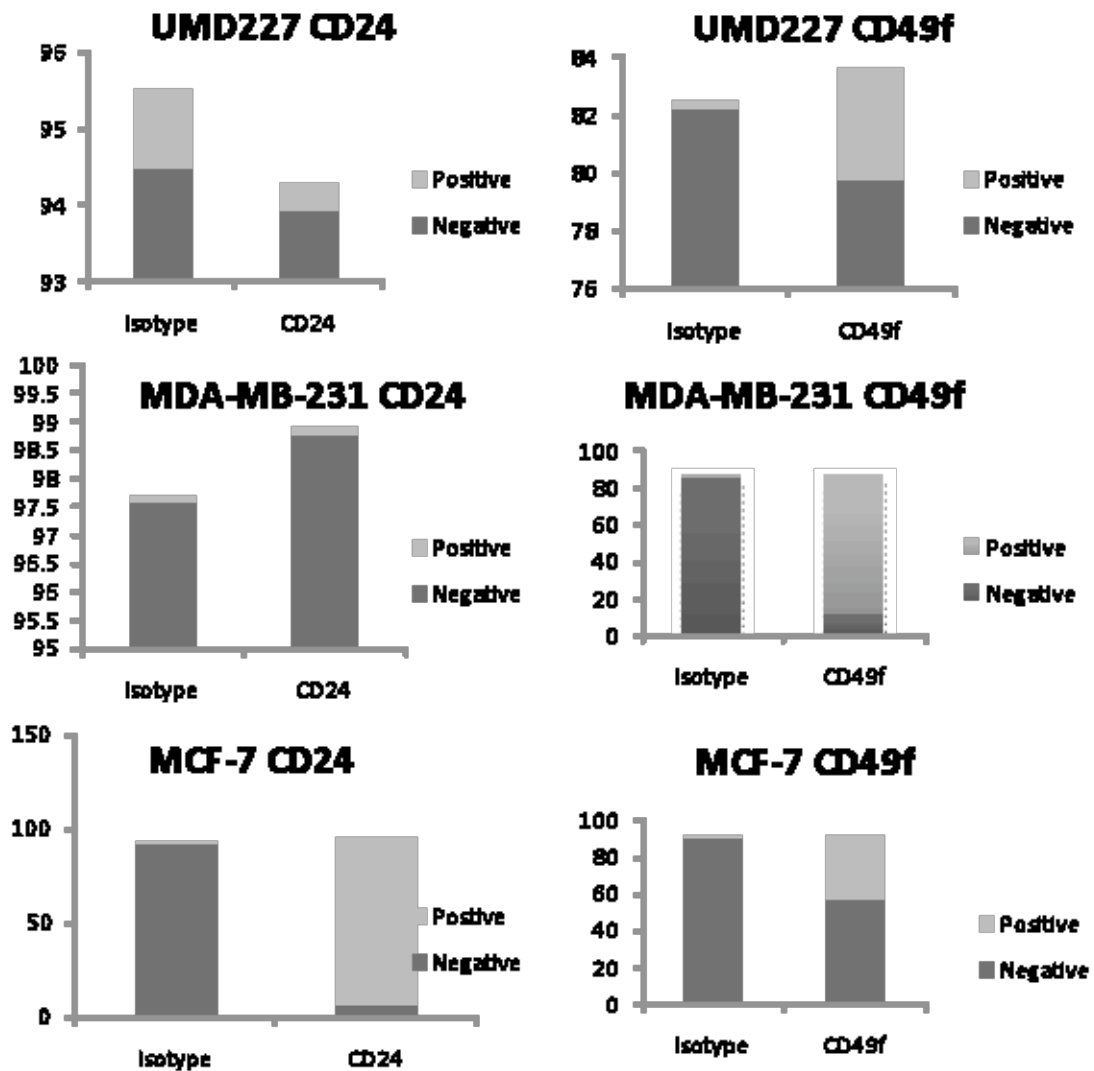 UMD227 CD24
96
95
94
93
Positive
Negative
Isotype CD24
UMD227 CD49f
84
82
80
78
76
Positive
Negative
Isotype CD49f
MDA-MB-231 CD24
100
99.5
99
98.5
98
97.5
97
96.5
96
95.5
95
Positive
Negative
Isotype CD24
MDA-MB-231 CD49f
100
80
60
40
20
0
Positive
Negative
Isotype CD49f
MCF-7 CD24
150
100
50
0
Postive
Negative
Isotype CD24
MCF-7 CD49f
100
80
60
40
20
0
Positive
Negative
Isotype CD49f